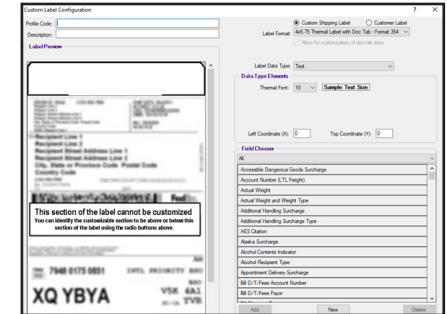 Custom Label Configuration ? X
Profile Code:
Description:
Custom Shipping Label Customer Label
Label Format: 4x6.75 Thermal Label with Doc Tab - Format 354
Allow for customization of doc tab area
Label Preview
Label Data Type: Text
Data Type Elements
Thermal Font: 10 Sample Text Size
Left Coordinate (X): 0 Top Coordinate (Y): 0
Field Chooser
All
Accessible Dangerous Goods Surcharge
Account Number (LTL Freight)
Actual Weight
Actual Weight and Weight Type
Additional Handling Surcharge
Additional Handling Surcharge Type
AES Citation
Alaska Surcharge
Alcohol Contents Indicator
Alcohol Recipient Type
Appointment Delivery Surcharge
Bill D/T/Fees Account Number
Bill D/T/Fees Payor
Add New Delete
Recipient Line 1
Recipient Line 2
Recipient Street Address Line 1
Recipient Street Address Line 2
City, State or Province Code Postal Code
Country Code
FedEx
This section of the label cannot be customized
You can identify the customizable section to be above or below this
section of the label using the radio buttons above.
7948 0175 0851 INTL PRIORITY
XQ YBYA
V5K 4A1
YVR